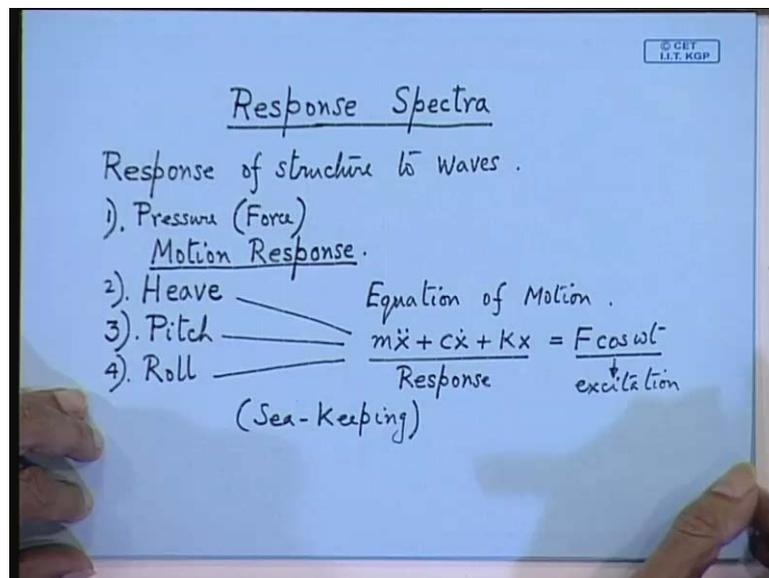 © CET
I.I.T. KGP
Response Spectra
Response of structure to waves.
1). Pressure (Force)
Motion Response.
2). Heave
Equation of Motion.
3). Pitch
mẍ + cẋ + Kx = F cos ωt
4). Roll
Response
excitation
(Sea-Keeping)